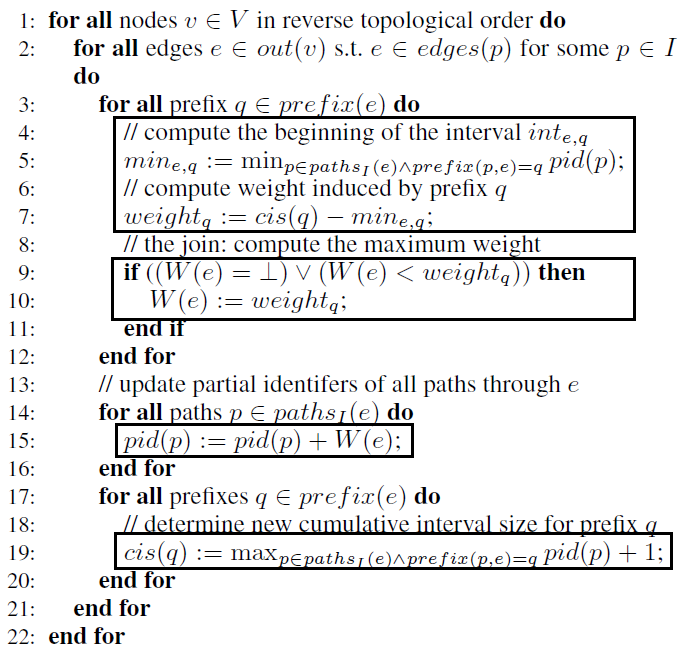 1: for all nodes v ∈ V in reverse topological order do
2: for all edges e ∈ out(v) s.t. e ∈ edges(p) for some p ∈ I
do
3: for all prefix q ∈ prefix(e) do
4: // compute the beginning of the interval int_{e,q}
5: min_{e,q} := min_{p∈paths_I(e)∧prefix(p,e)=q} pid(p);
6: // compute weight induced by prefix q
7: weight_q := cis(q) − min_{e,q};
8: // the join: compute the maximum weight
9: if ((W(e) = ⊥) ∨ (W(e) < weight_q)) then
10: W(e) := weight_q;
11: end if
12: end for
13: // update partial identifers of all paths through e
14: for all paths p ∈ paths_I(e) do
15: pid(p) := pid(p) + W(e);
16: end for
17: for all prefixes q ∈ prefix(e) do
18: // determine new cumulative interval size for prefix q
19: cis(q) := max_{p∈paths_I(e)∧prefix(p,e)=q} pid(p) + 1;
20: end for
21: end for
22: end for